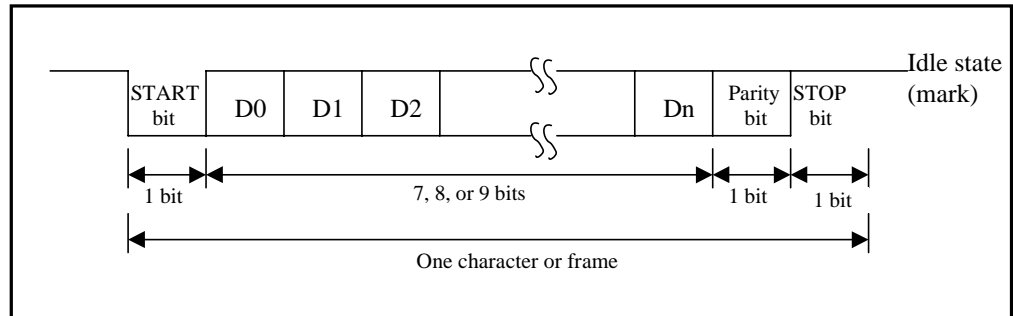 Idle state
(mark)
START
bit
D0
D1
D2
Dn
Parity
bit
STOP
bit
1 bit
7, 8, or 9 bits
1 bit
1 bit
One character or frame